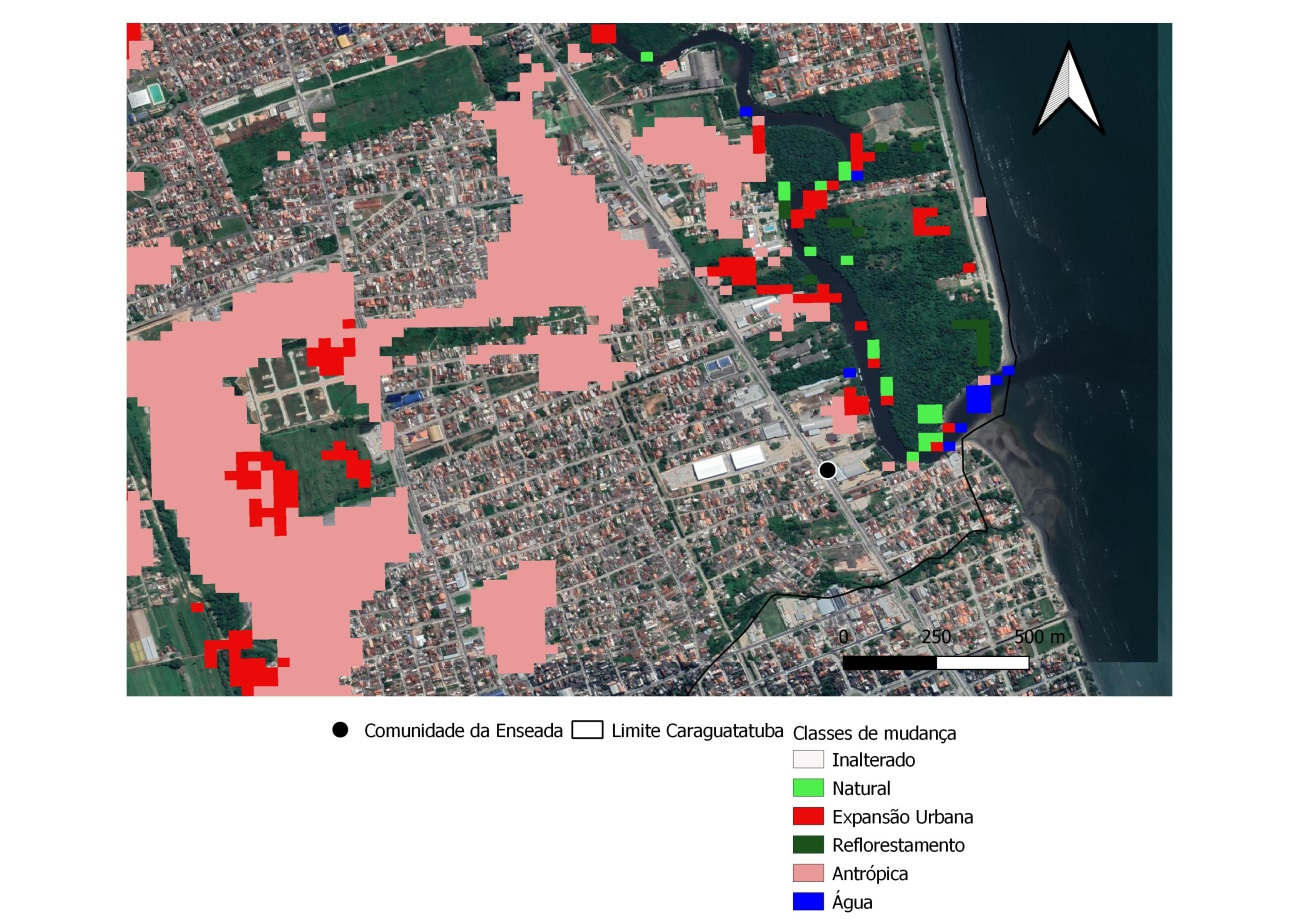 0 250 500 m
Comunidade da Enseada Limite Caraguatatuba Classes de mudança
Inalterado
Natural
Expansão Urbana
Reflorestamento
Antrópica
Água